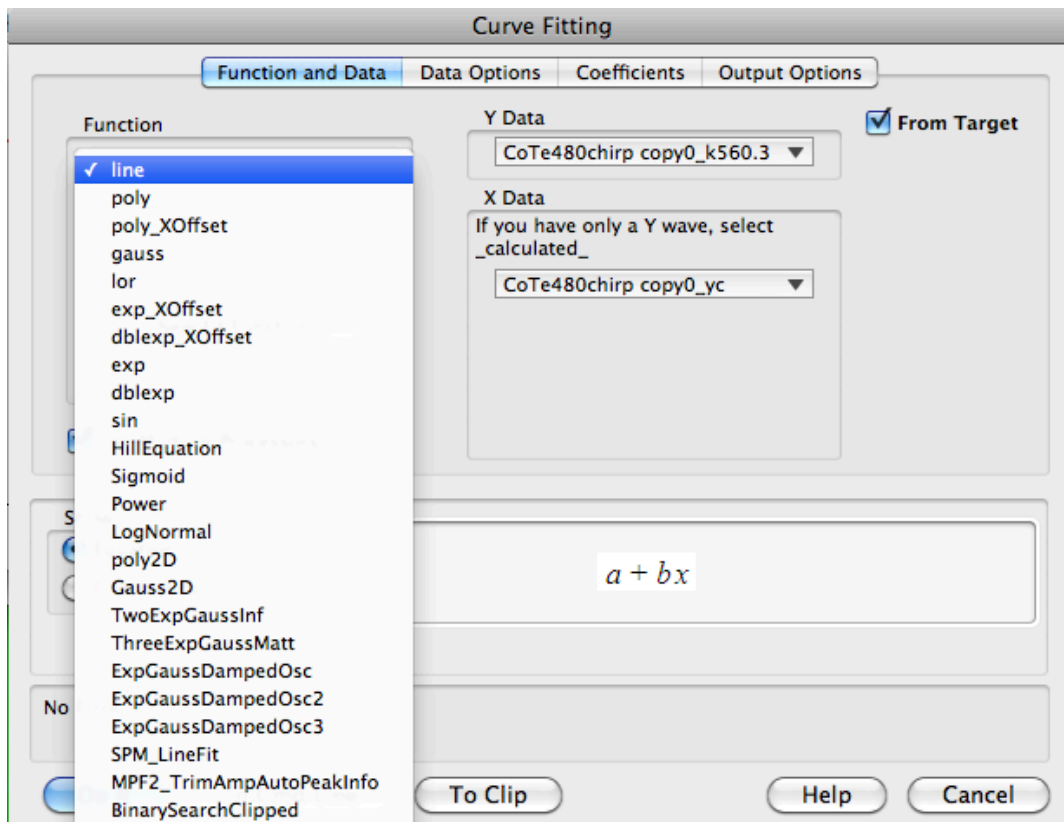 Curve Fitting
Function and Data
Data Options
Coefficients
Output Options
Function
✓ line
poly
poly_XOffset
gauss
lor
exp_XOffset
dblexp_XOffset
exp
dblexp
sin
HillEquation
Sigmoid
Power
LogNormal
poly2D
Gauss2D
TwoExpGaussInf
ThreeExpGaussMatt
ExpGaussDampedOsc
ExpGaussDampedOsc2
ExpGaussDampedOsc3
SPM_LineFit
MPF2_TrimAmpAutoPeakInfo
BinarySearchClipped
Y Data
CoTe480chirp copy0_k560.3
X Data
If you have only a Y wave, select
_calculated_
CoTe480chirp copy0_yc
From Target
a + bx
No
To Clip
Help
Cancel